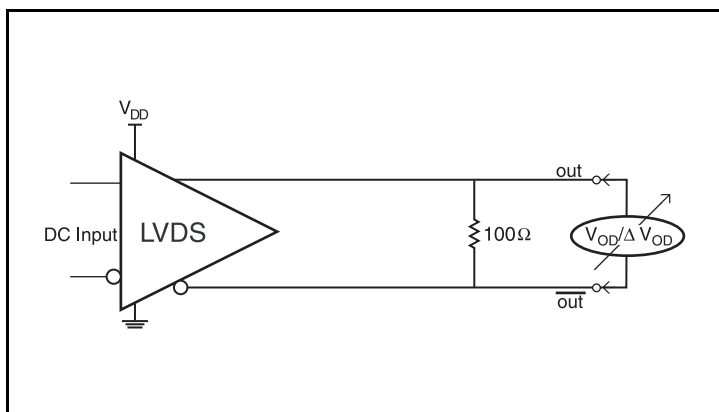 V_DD
out
DC Input
LVDS
100Ω
V_OD/Δ V_OD
out